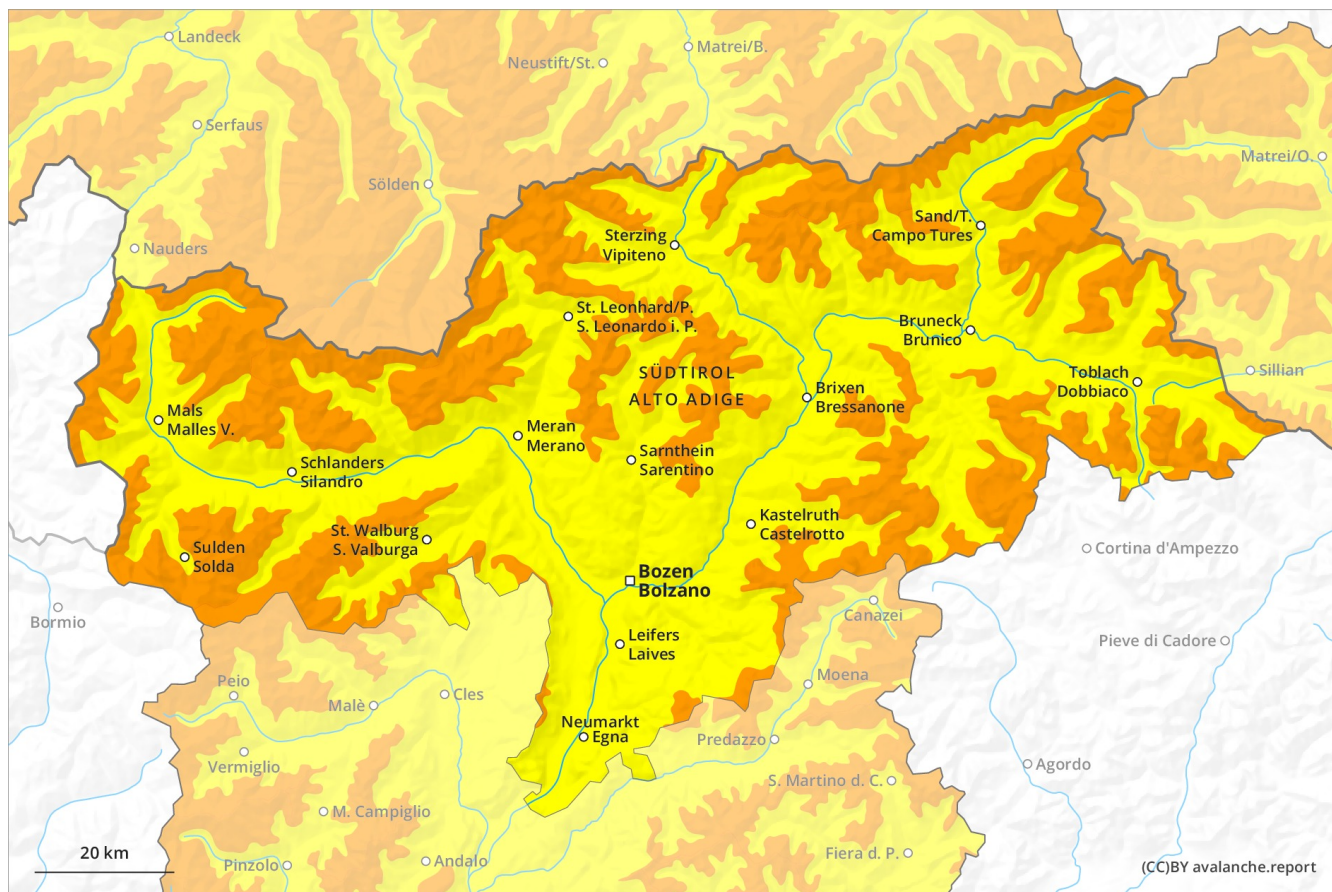 Landeck
Matrei/B.
Neustift/St.
Serfaus
Matrei/O.
Sölden
Sand/T.
Campo Tures
Sterzing
Vipiteno
Nauders
St. Leonhard/P.
S. Leonardo i. P.
Bruneck
Brunico
SÜDTIROL
ALTO ADIGE
Toblach
Dobbiaco
Sillian
Brixen
Bressanone
Mals
Malles V.
Meran
Merano
Sarnthein
Sarentino
Schlanders
Silandro
Kastelruth
Castelrotto
St. Walburg
S. Valburga
Sulden
Solda
Cortina d'Ampezzo
Bozen
Bolzano
Bormio
Canazei
Leifers
Laives
Pieve di Cadore
Peio
Moena
Cles
Malè
Neumarkt
Egna
Predazzo
Vermiglio
Agordo
S. Martino d. C.
M. Campiglio
20 km
Fiera d. P.
Pinzolo
Andalo
(CC)BY avalanche.report